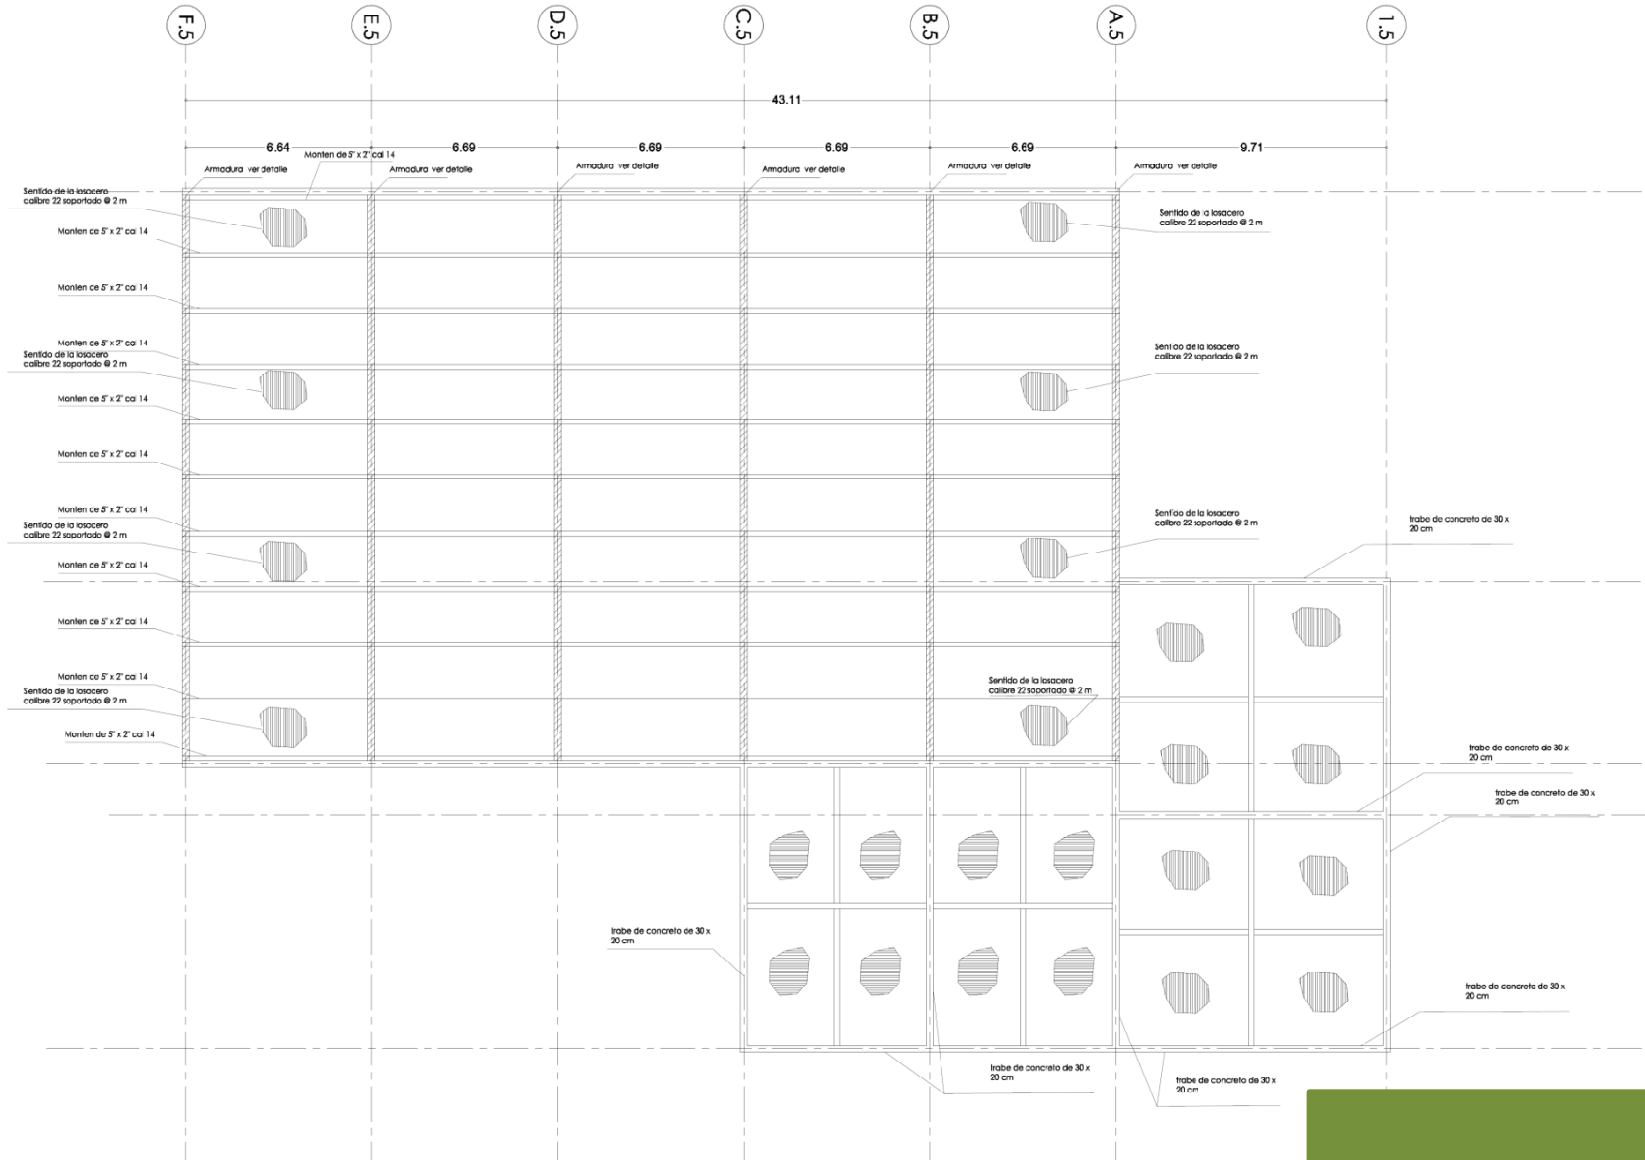 F.5
E.5
D.5
C.5
B.5
A.5
1.5
43.11
6.64
6.69
6.69
6.69
6.69
9.71
Monten de 5" x 2" cal 14
Armadura ver detalle
Armadura ver detalle
Armadura ver detalle
Armadura ver detalle
Armadura ver detalle
Armadura ver detalle
Sentido de la losacero
calibre 22 soportado @ 2 m
Sentido de la losacero
calibre 22 soportado @ 2 m
Monten de 5" x 2" cal 14
Monten de 5" x 2" cal 14
Monten de 5" x 2" cal 14
Sentido de la losacero
calibre 22 soportado @ 2 m
Sentido de la losacero
calibre 22 soportado @ 2 m
Monten de 5" x 2" cal 14
Monten de 5" x 2" cal 14
Monten de 5" x 2" cal 14
Sentido de la losacero
calibre 22 soportado @ 2 m
Sentido de la losacero
calibre 22 soportado @ 2 m
trabe de concreto de 30 x
20 cm
Monten de 5" x 2" cal 14
Monten de 5" x 2" cal 14
Monten de 5" x 2" cal 14
Sentido de la losacero
calibre 22 soportado @ 2 m
Sentido de la losacero
calibre 22 soportado @ 2 m
Monten de 5" x 2" cal 14
trabe de concreto de 30 x
20 cm
trabe de concreto de 30 x
20 cm
trabe de concreto de 30 x
20 cm
trabe de concreto de 30 x
20 cm
trabe de concreto de 30 x
20 cm
trabe de concreto de 30 x
20 cm